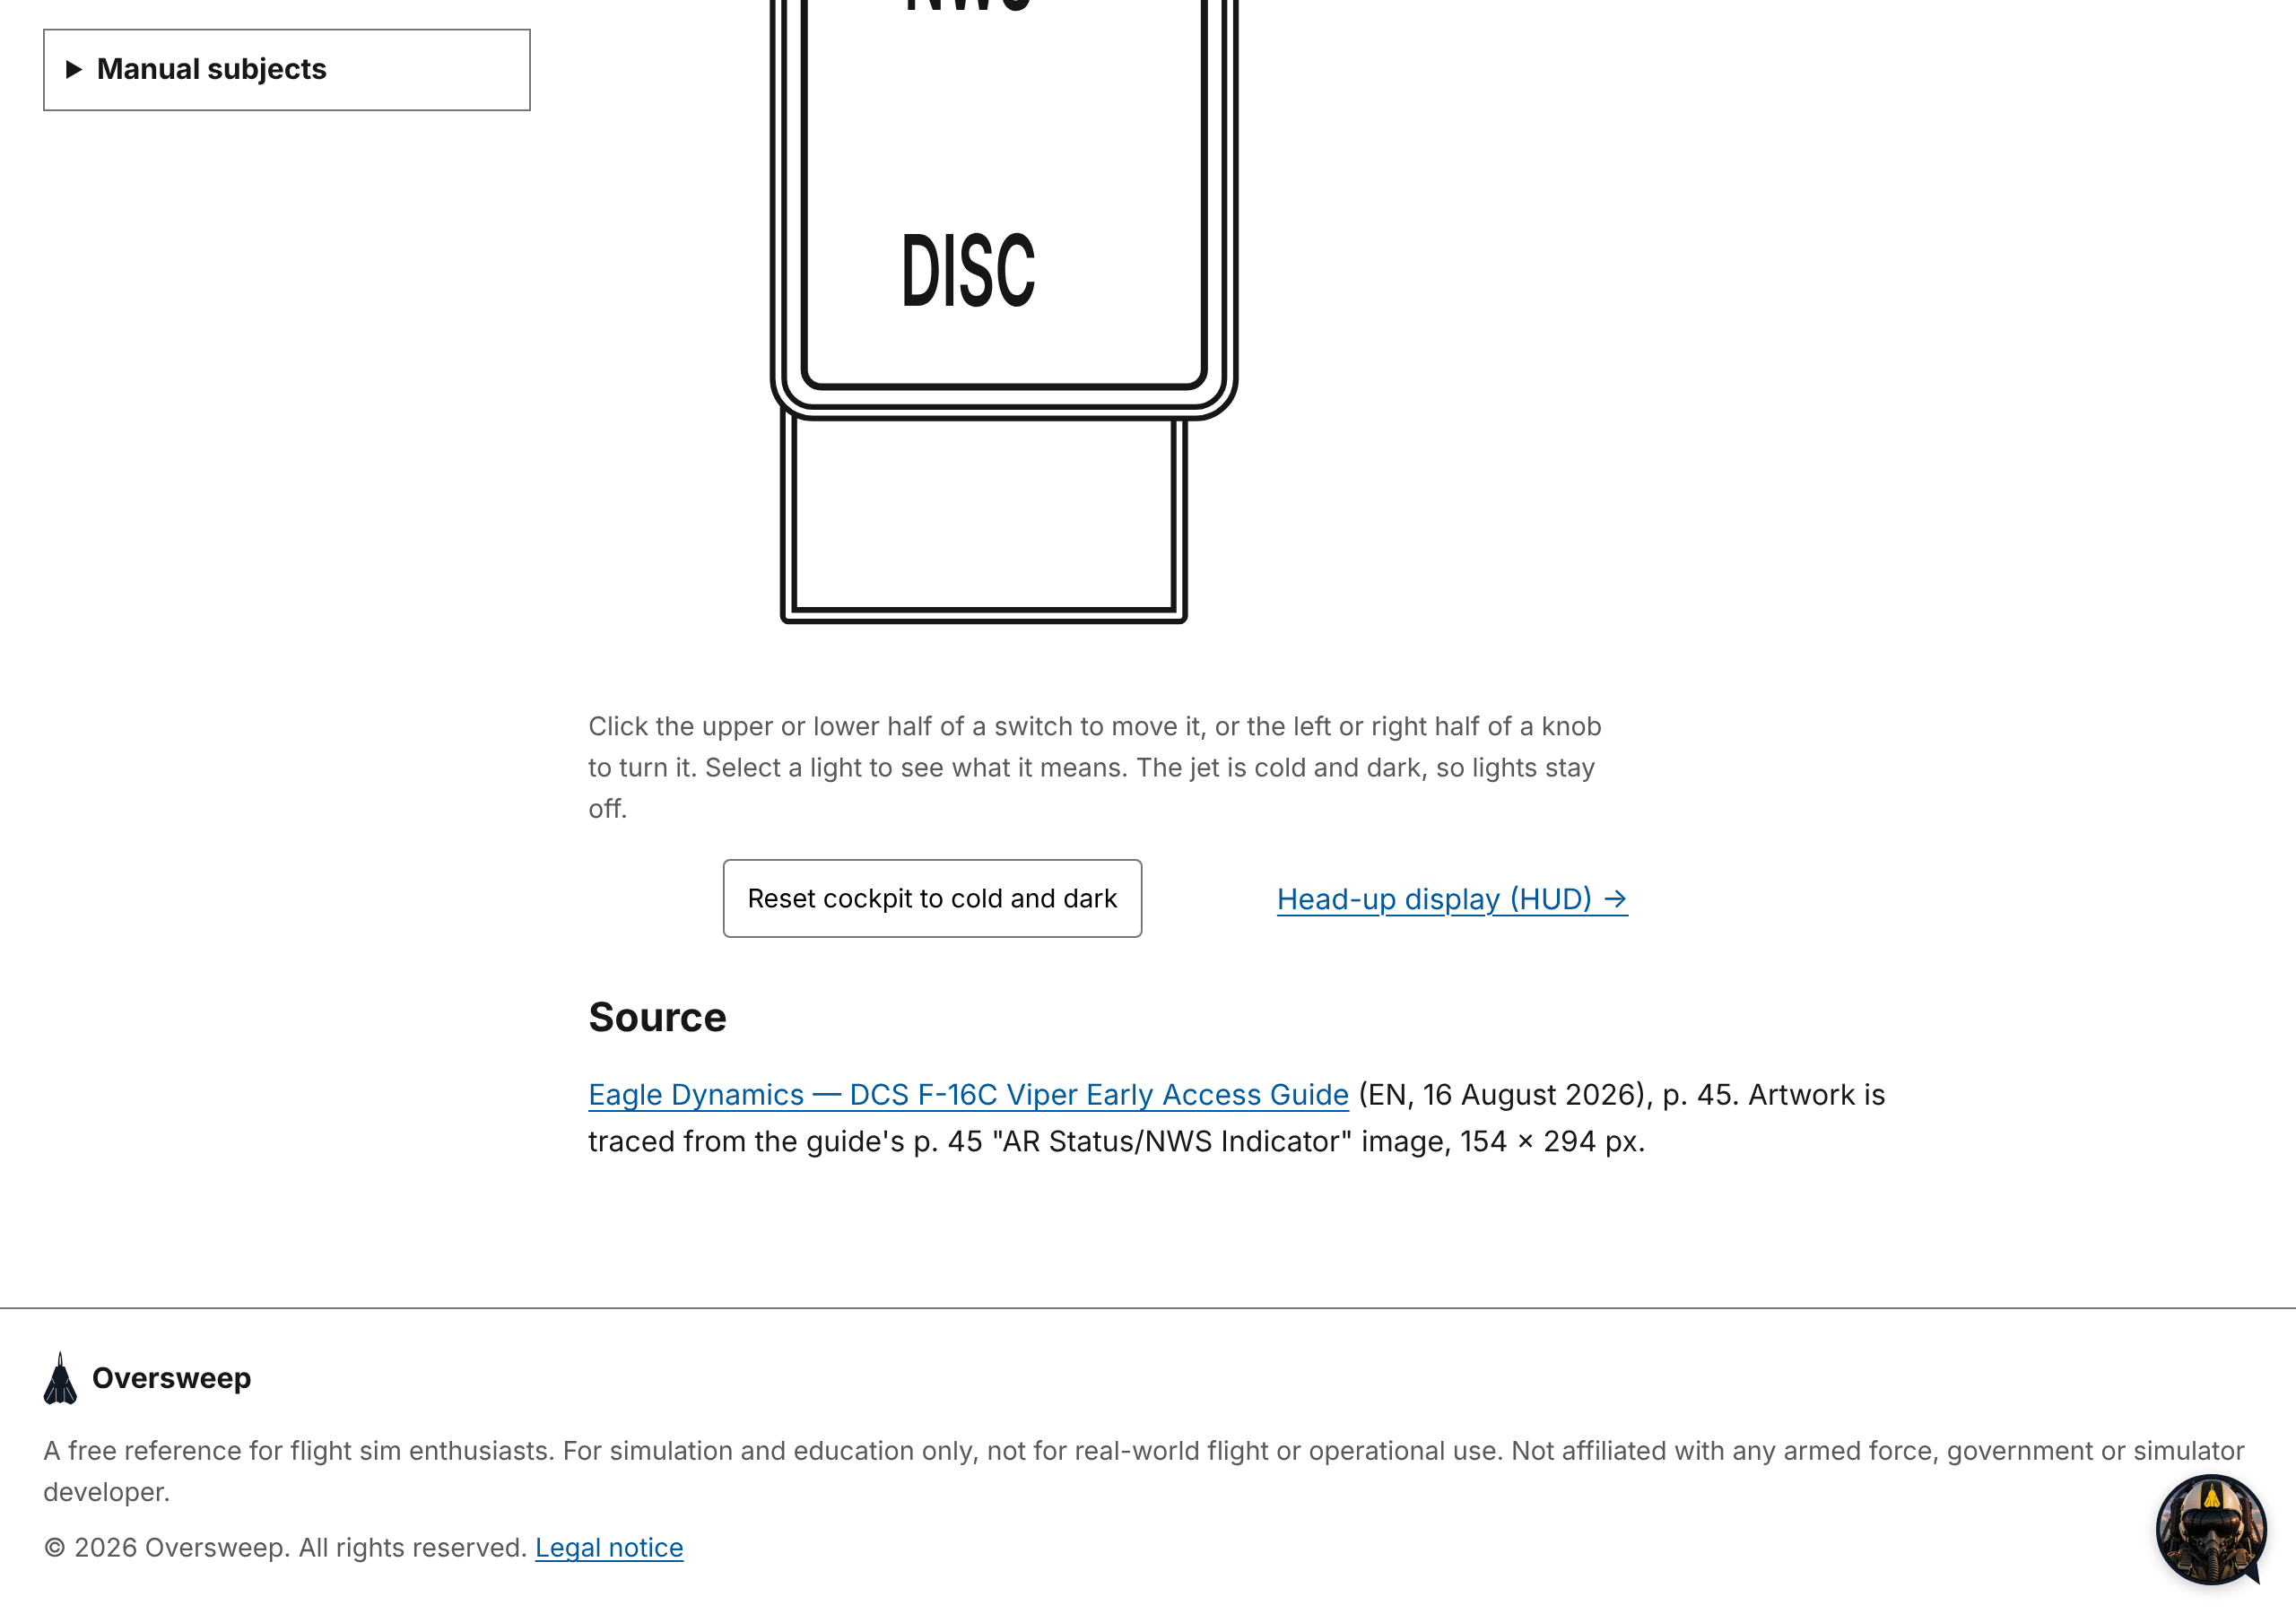 NWS
Manual subjects
DISC
Click the upper or lower half of a switch to move it, or the left or right half of a knob
to turn it. Select a light to see what it means. The jet is cold and dark, so lights stay
off.
Reset cockpit to cold and dark
Head-up display (HUD) →
Source
Eagle Dynamics — DCS F-16C Viper Early Access Guide (EN, 16 August 2026), p. 45. Artwork is
traced from the guide's p. 45 "AR Status/NWS Indicator" image, 154 × 294 px.
Oversweep
A free reference for flight sim enthusiasts. For simulation and education only, not for real-world flight or operational use. Not affiliated with any armed force, government or simulator
developer.
© 2026 Oversweep. All rights reserved. Legal notice